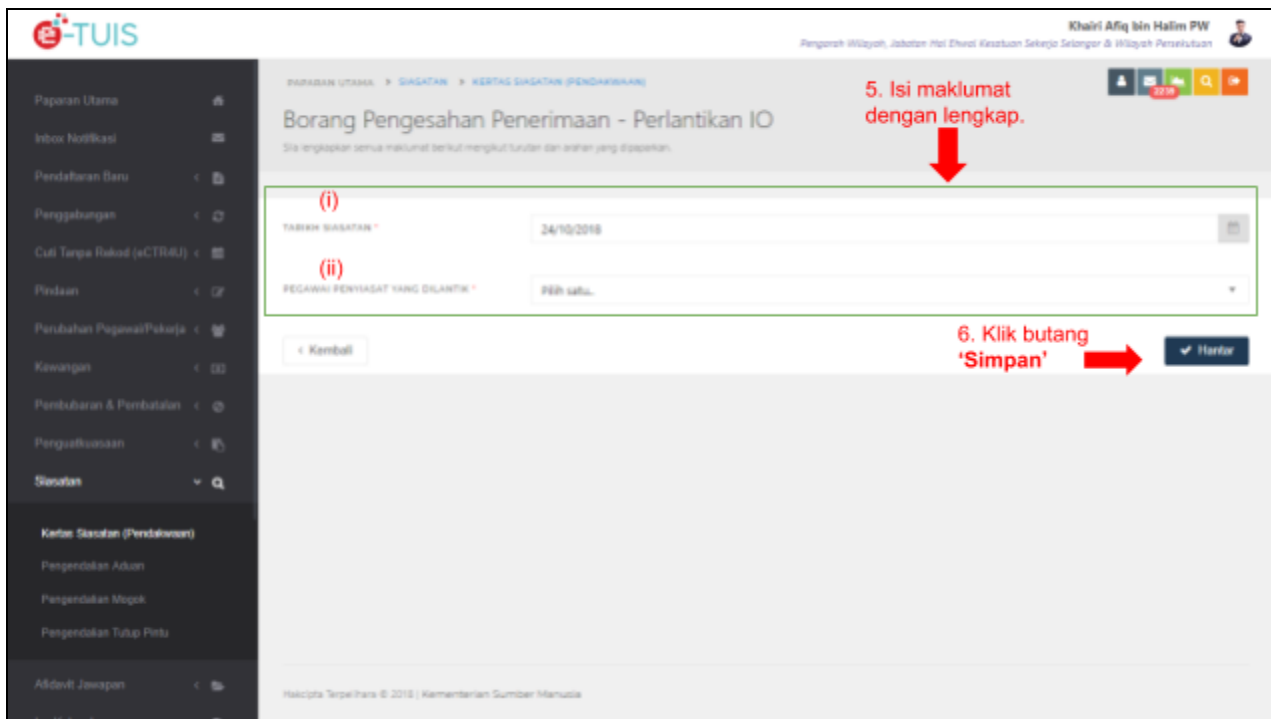 e-TUIS
Khairi Afiq bin Halim PW
Pengarah Wilayah, Jabatan Hal Ehwal Kesatuan Sekerja Selangor & Wilayah Persekutuan
PAPARAN UTAMA > SIASATAN > KERTAS SIASATAN (PENDAKWAAN)
2239
Borang Pengesahan Penerimaan - Perlantikan IO
Sila lengkapkan semua maklumat berikut mengikut turutan dan arahan yang dipaparkan.
5. Isi maklumat
dengan lengkap.
Paparan Utama
Inbox Notifikasi
Pendaftaran Baru
Penggabungan
Cuti Tanpa Rekod (eCTR4U)
Pindaan
Perubahan Pegawai/Pekerja
Kewangan
Pembubaran & Pembatalan
Penguatkuasaan
Siasatan
Kertas Siasatan (Pendakwaan)
Pengendalian Aduan
Pengendalian Mogok
Pengendalian Tutup Pintu
Afidavit Jawapan
(i)
TARIKH SIASATAN *
24/10/2018
(ii)
PEGAWAI PENYIASAT YANG DILANTIK *
Pilih satu..
< Kembali
6. Klik butang
‘Simpan’
Hantar
Hakcipta Terpelihara © 2018 | Kementerian Sumber Manusia